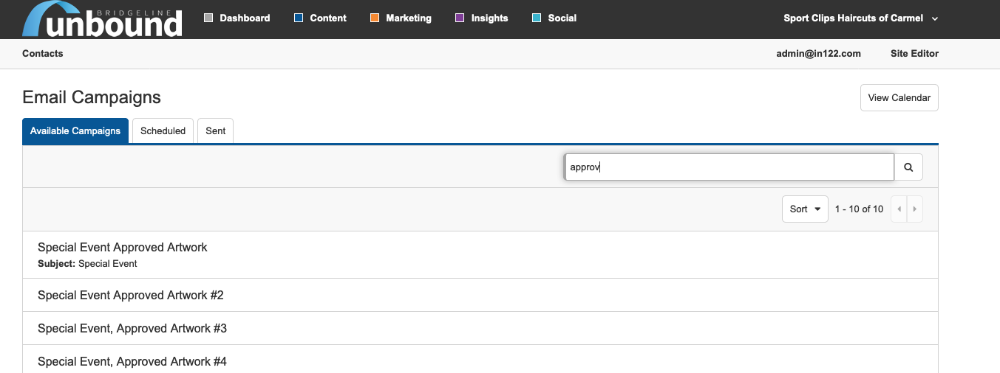 BRIDGELINE
unbound
Dashboard
Content
Marketing
Insights
Social
Sport Clips Haircuts of Carmel
Contacts
admin@in122.com
Site Editor
Email Campaigns
View Calendar
Available Campaigns
Scheduled
Sent
approv
Sort
1 - 10 of 10
Special Event Approved Artwork
Subject: Special Event
Special Event Approved Artwork #2
Special Event, Approved Artwork #3
Special Event, Approved Artwork #4